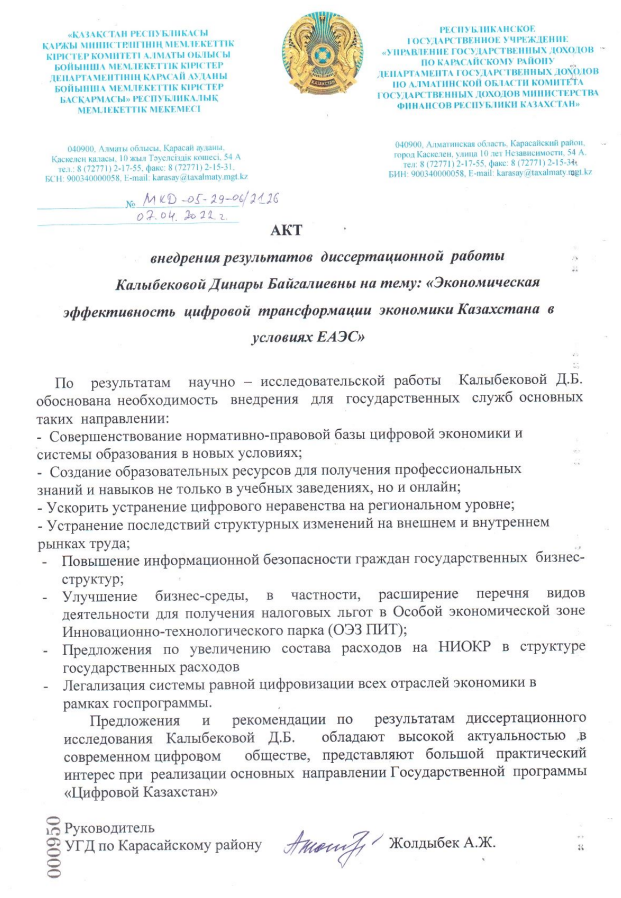 «ҚАЗАҚСТАН РЕСПУБЛИКАСЫ
ҚАРЖЫ МИНИСТРЛІГІНІҢ МЕМЛЕКЕТТІК
КІРІСТЕР КОМИТЕТІ АЛМАТЫ ОБЛЫСЫ
БОЙЫНША МЕМЛЕКЕТТІК КІРІСТЕР
ДЕПАРТАМЕНТІНІҢ ҚАРАСАЙ АУДАНЫ
БОЙЫНША МЕМЛЕКЕТТІК КІРІСТЕР
БАСҚАРМАСЫ» РЕСПУБЛИКАЛЫҚ
МЕМЛЕКЕТТІК МЕКЕМЕСІ
040900, Алматы облысы, Қарасай ауданы,
Қаскелен қаласы, 10 жыл Тәуелсіздік көшесі, 54 А
тел: 8 (72771) 2-17-55, факс: 8 (72771) 2-15-31,
БСН: 900340000058, E-mail: karasay@taxalmaty.mgt.kz
РЕСПУБЛИКАНСКОЕ
ГОСУДАРСТВЕННОЕ УЧРЕЖДЕНИЕ
«УПРАВЛЕНИЕ ГОСУДАРСТВЕННЫХ ДОХОДОВ
ПО КАРАСАЙСКОМУ РАЙОНУ
ДЕПАРТАМЕНТА ГОСУДАРСТВЕННЫХ ДОХОДОВ
ПО АЛМАТИНСКОЙ ОБЛАСТИ КОМИТЕТА
ГОСУДАРСТВЕННЫХ ДОХОДОВ МИНИСТЕРСТВА
ФИНАНСОВ РЕСПУБЛИКИ КАЗАХСТАН»
040900, Алматинская область, Карасайский район,
город Каскелен, улица 10 лет Независимости, 54 А.
тел: 8 (72771) 2-17-55, факс: 8 (72771) 2-15-31,
БИН: 900340000058, E-mail: karasay@taxalmaty.mgt.kz
№ МКД-05-29-06/2126
07.04.2022 г
АКТ
внедрения результатов диссертационной работы
Калыбековой Динары Байгалиевны на тему: «Экономическая
эффективность цифровой трансформации экономики Казахстана в
условиях ЕАЭС»
По результатам научно – исследовательской работы Калыбековой Д.Б.
обоснована необходимость внедрения для государственных служб основных
таких направлении:
- Совершенствование нормативно-правовой базы цифровой экономики и
системы образования в новых условиях;
- Создание образовательных ресурсов для получения профессиональных
знаний и навыков не только в учебных заведениях, но и онлайн;
- Ускорить устранение цифрового неравенства на региональном уровне;
- Устранение последствий структурных изменений на внешнем и внутреннем
рынках труда;
- Повышение информационной безопасности граждан государственных бизнес-
структур;
- Улучшение бизнес-среды, в частности, расширение перечня видов
деятельности для получения налоговых льгот в Особой экономической зоне
Инновационно-технологического парка (ОЭЗ ПИТ);
- Предложения по увеличению состава расходов на НИОКР в структуре
государственных расходов
- Легализация системы равной цифровизации всех отраслей экономики в
рамках госпрограммы.
Предложения и рекомендации по результатам диссертационного
исследования Калыбековой Д.Б. обладают высокой актуальностью в
современном цифровом обществе, представляют большой практический
интерес при реализации основных направлении Государственной программы
«Цифровой Казахстан»
000950
Руководитель
УГД по Карасайскому району Жолдыбек А.Ж.